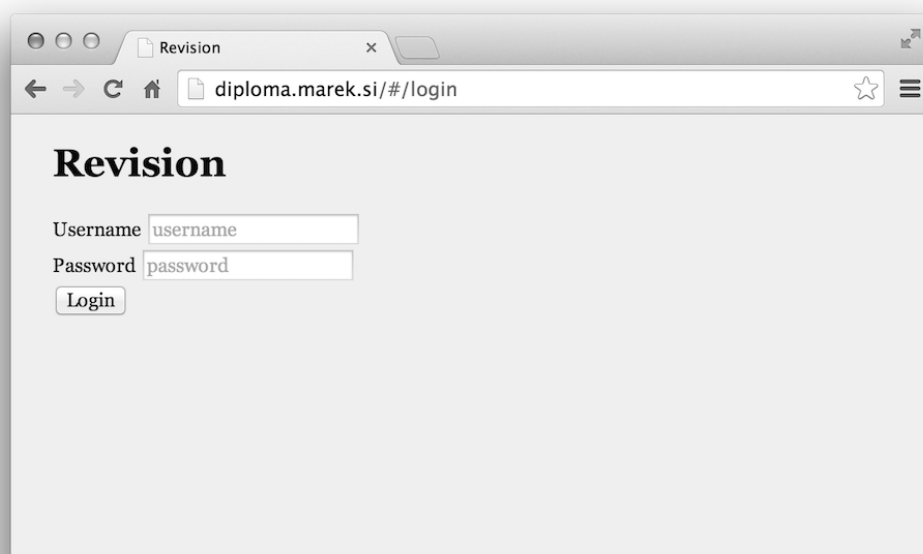 Revision
diploma.marek.si/#/login
Revision
Username username
Password password
Login